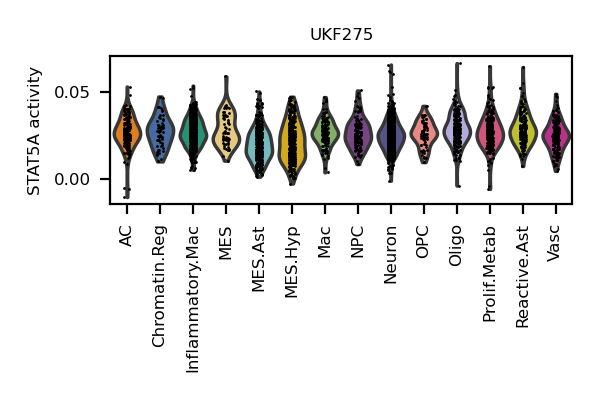 UKF275
STAT5A activity
0.05
0.00
AC
Chromatin.Reg
Inflammatory.Mac
MES
MES.Ast
MES.Hyp
Mac
NPC
Neuron
OPC
Oligo
Prolif.Metab
Reactive.Ast
Vasc